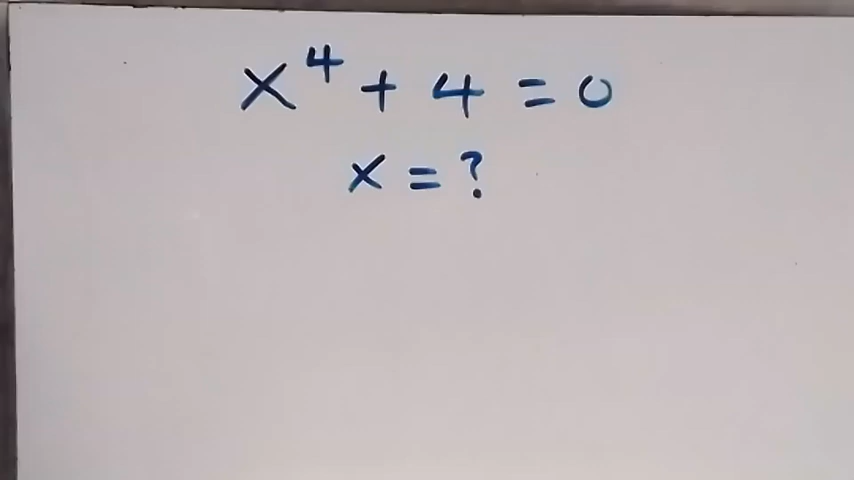 x⁴ + 4 = 0
x = ?